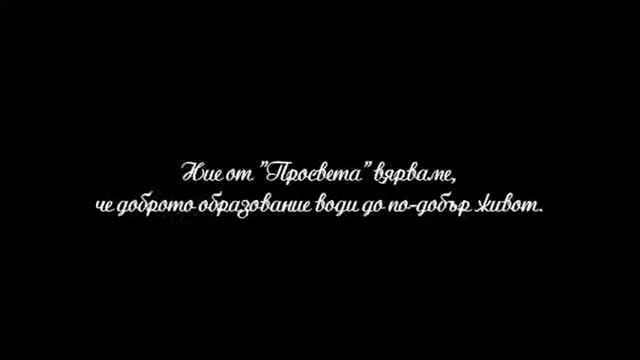 Ние от "Просвета" вярваме,
че доброто образование води до по-добър живот.